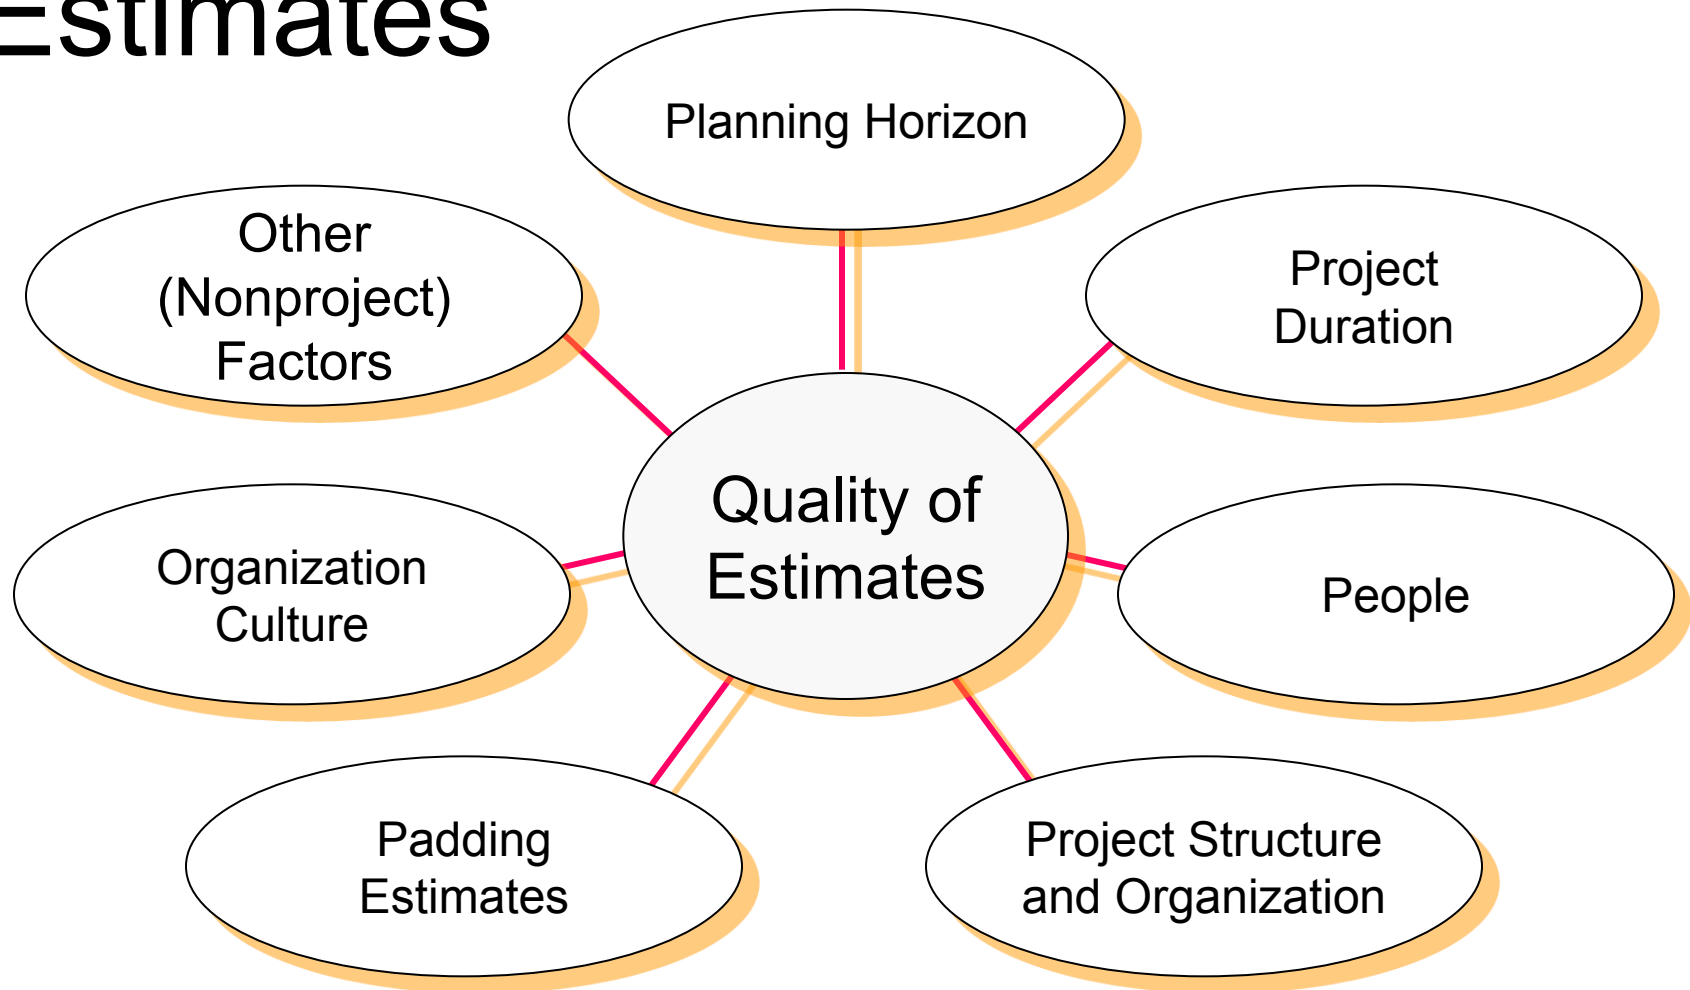 Estimates
Planning Horizon
Other
(Nonproject)
Factors
Project
Duration
Quality of
Estimates
Organization
Culture
People
Padding
Estimates
Project Structure
and Organization